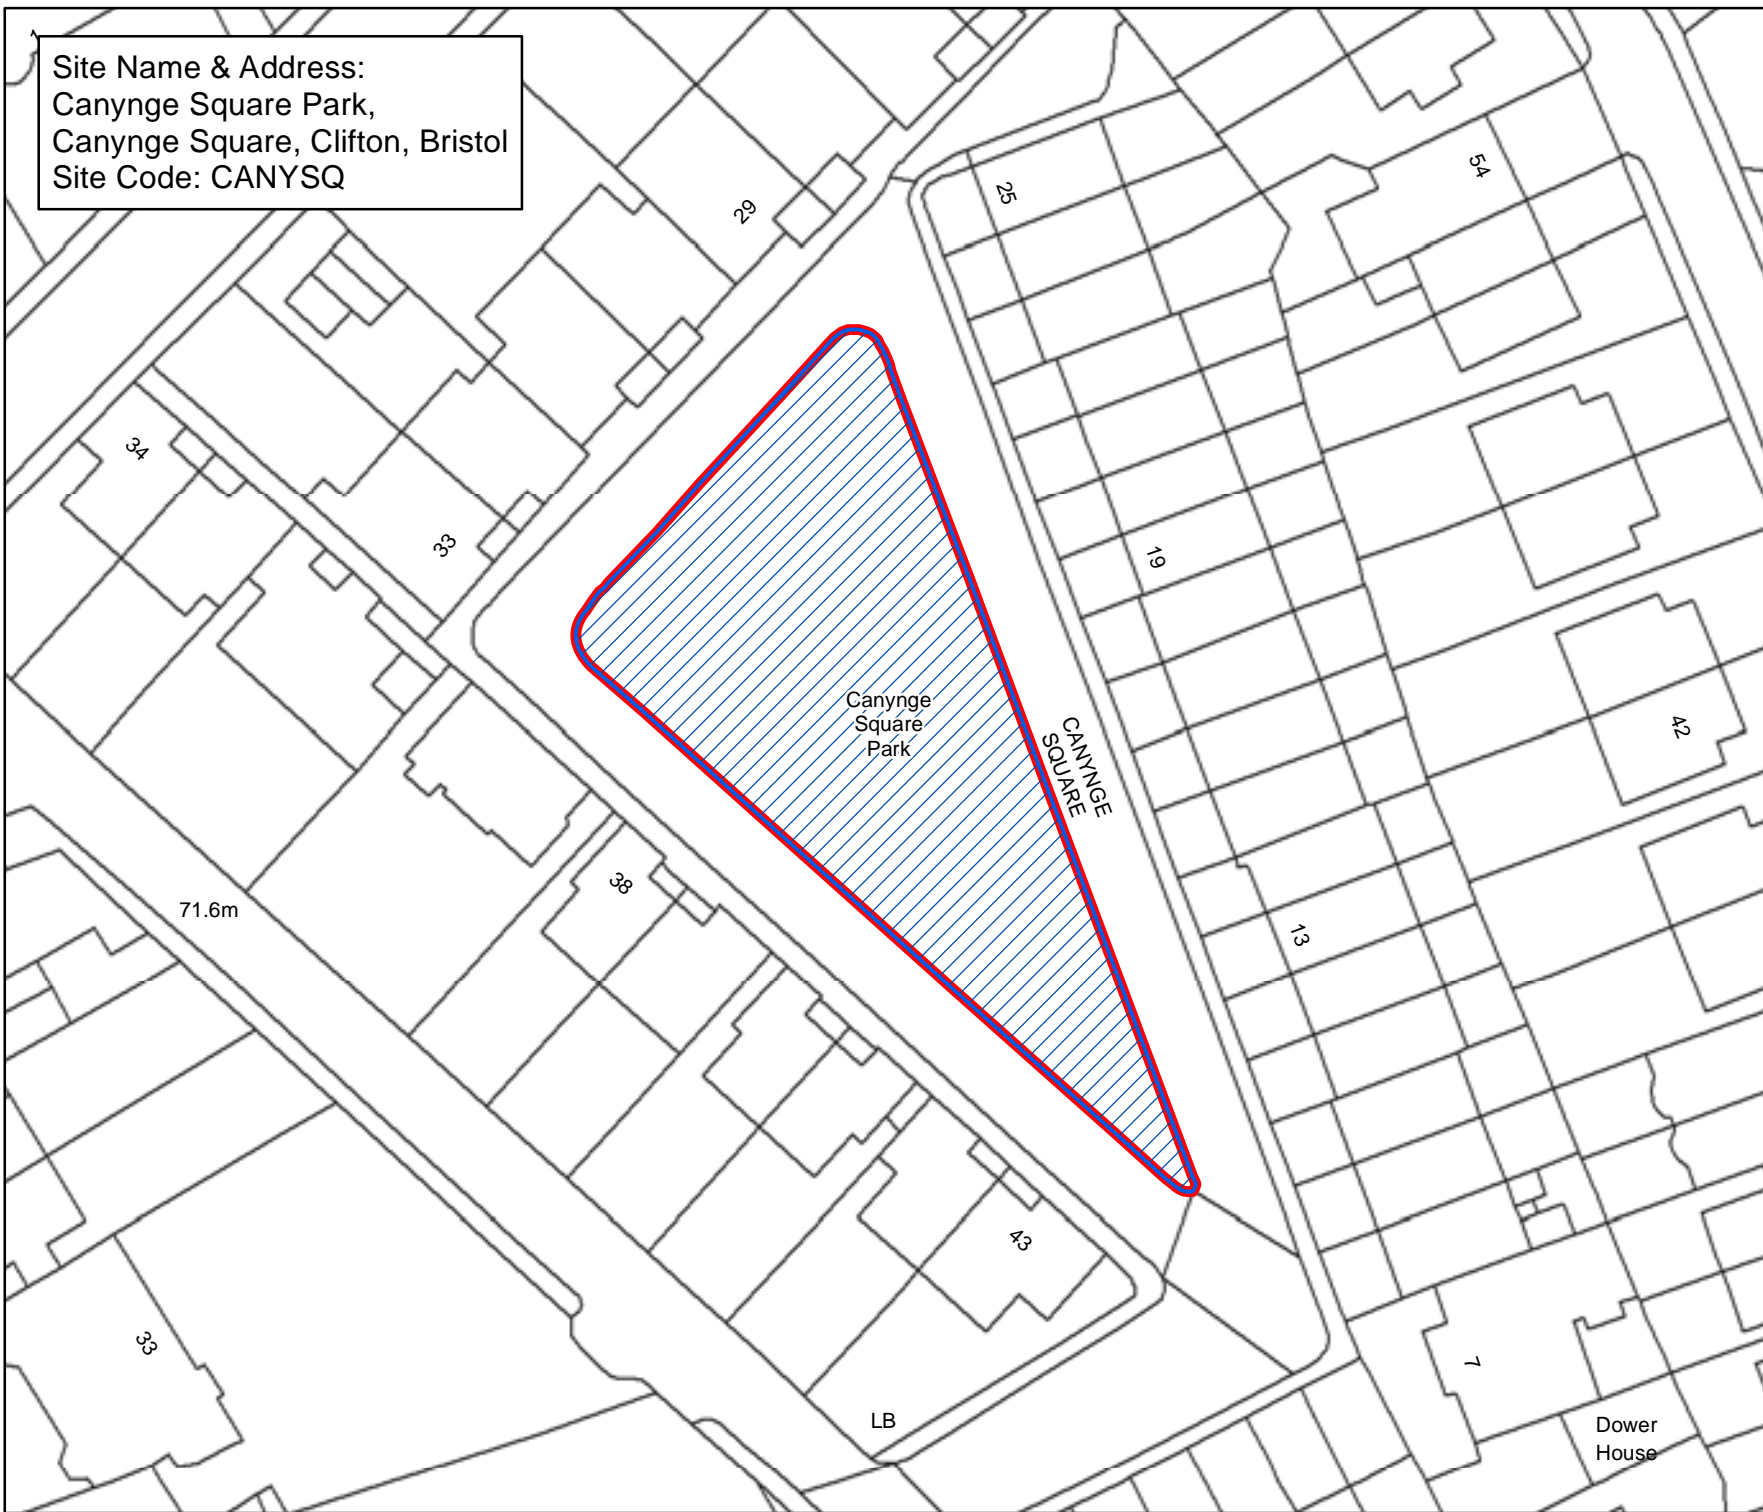 Site Name & Address:
Canynge Square Park,
Canynge Square, Clifton, Bristol
Site Code: CANYSQ
29
25
54
34
33
19
Canynge
Square
Park
CANYNGE
SQUARE
42
38
71.6m
13
43
33
7
LB
Dower
House